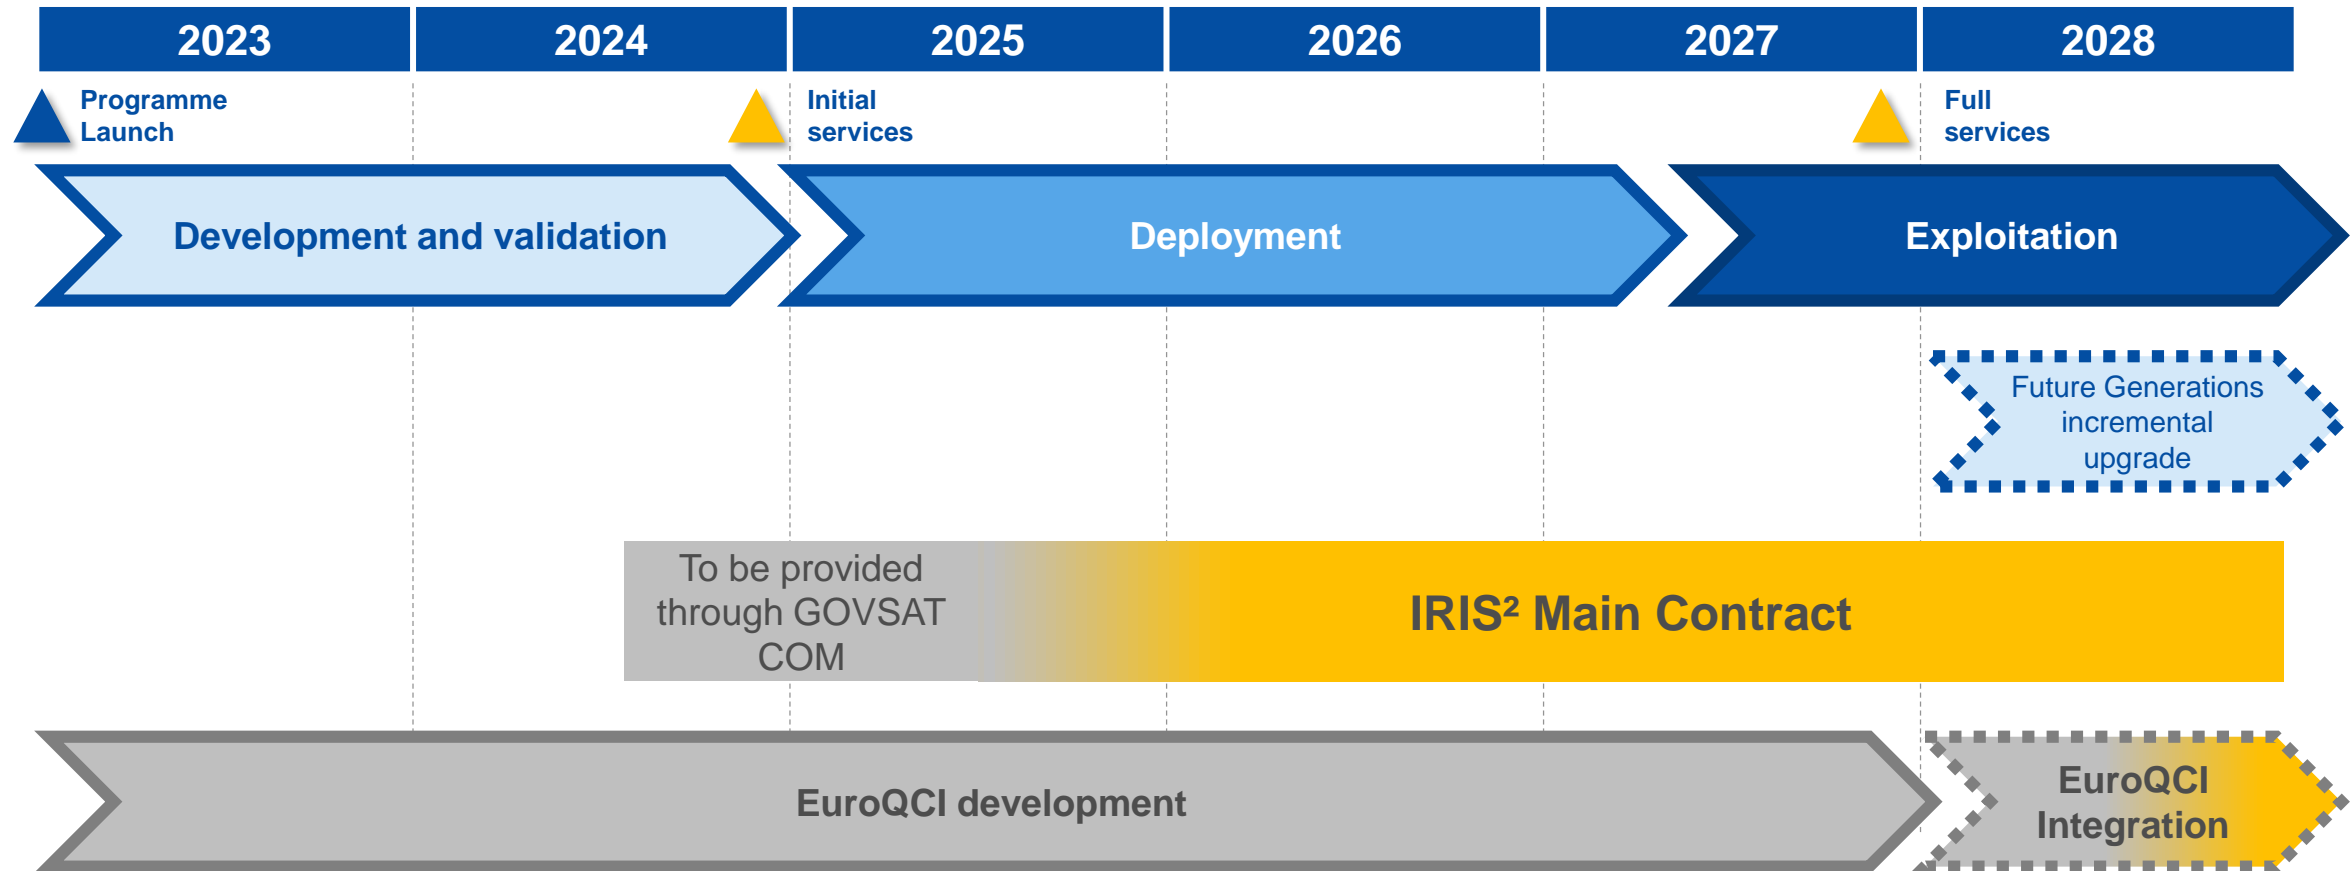 2023
2024
2025
2026
2027
2028
Programme
Launch
Initial
services
Full
services
Development and validation
Deployment
Exploitation
Future Generations
incremental
upgrade
To be provided
through GOVSAT
COM
IRIS² Main Contract
EuroQCI development
EuroQCI
Integration